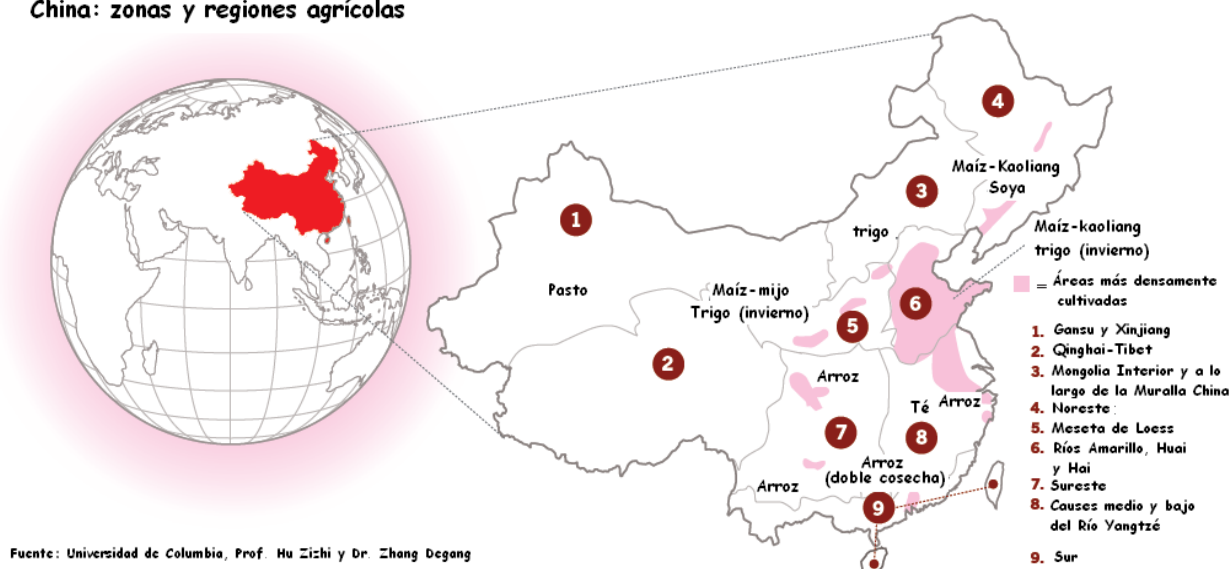 China: zonas y regiones agrícolas
4
Maíz-Kaoliang
Soya
3
1
trigo
Maíz-kaoliang
trigo (invierno)
Pasto
Maíz-mijo
Trigo (invierno)
6
= Áreas más densamente
cultivadas
5
2
Arroz
Té
Arroz
7
8
Arroz
(doble cosecha)
Arroz
9
1. Gansu y Xinjiang
2. Qinghai-Tibet
3. Mongolia Interior y a lo
largo de la Muralla China
4. Noreste
5. Meseta de Loess
6. Ríos Amarillo, Huai
y Hai
7. Sureste
8. Causes medio y bajo
del Río Yangtzé
9. Sur
Fuente: Universidad de Columbia, Prof. Hu Zizhi y Dr. Zhang Degang